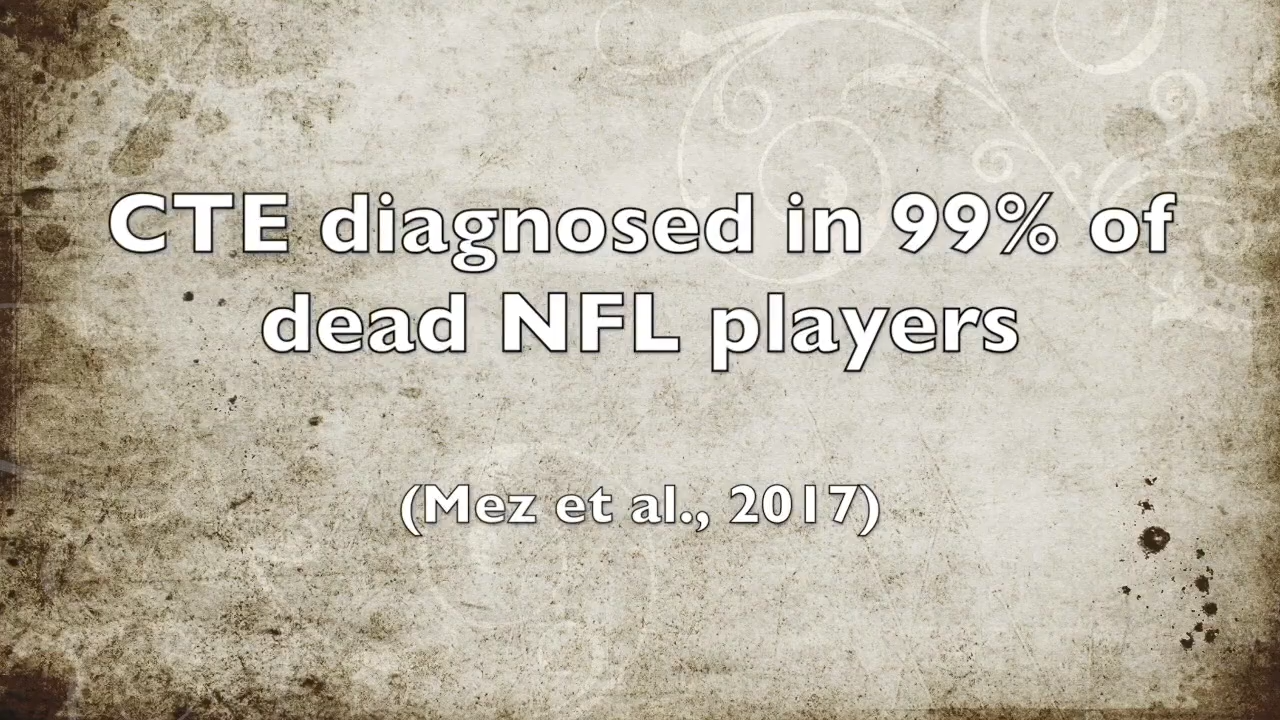 CTE diagnosed in 99% of
dead NFL players
(Mez et al., 2017)